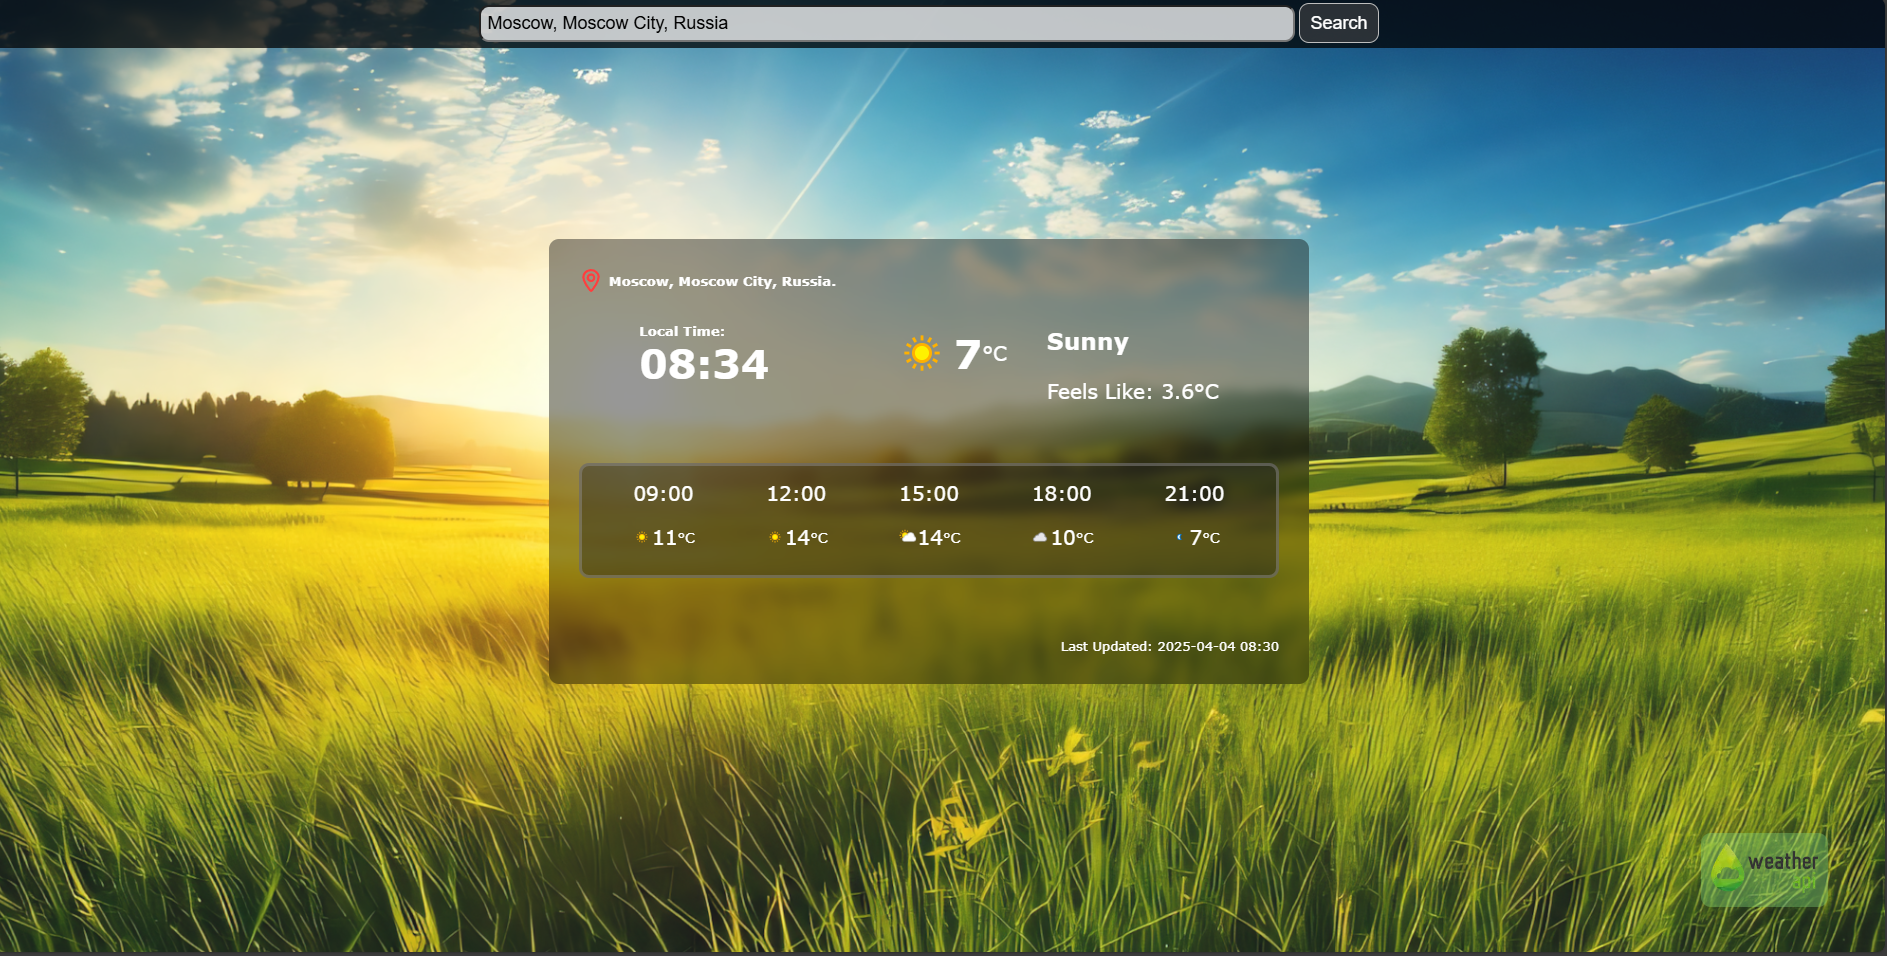 Moscow, Moscow City, Russia
Search
Moscow, Moscow City, Russia.
Local Time:
08:34
7°C
Sunny
Feels Like: 3.6°C
09:00 12:00 15:00 18:00 21:00
11°C 14°C 14°C 10°C 7°C
Last Updated: 2025-04-04 08:30
weather
api